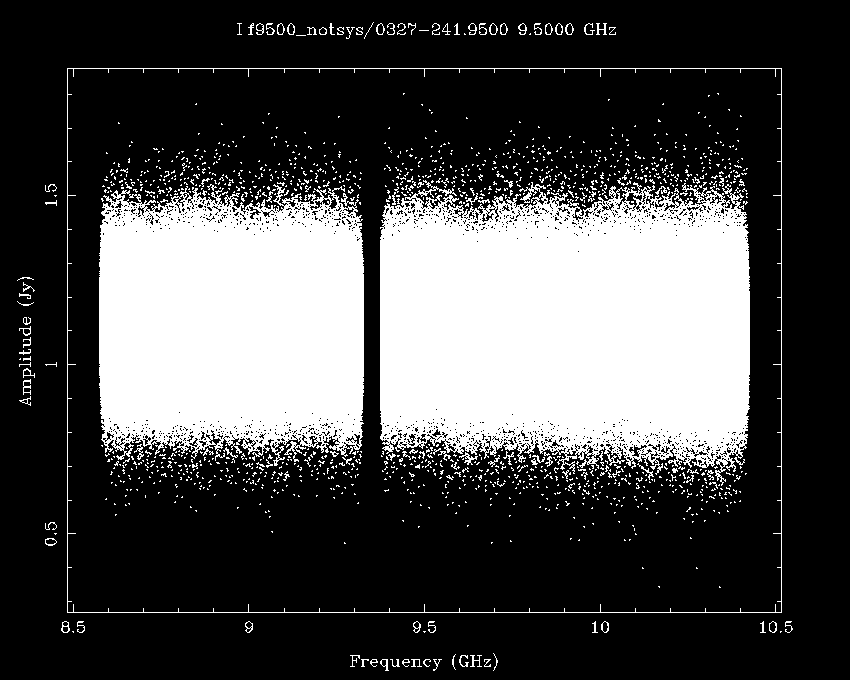 I f9500_notsys/0327-241.9500 9.5000 GHz
1.5
1
0.5
Amplitude (Jy)
8.5 9 9.5 10 10.5
Frequency (GHz)